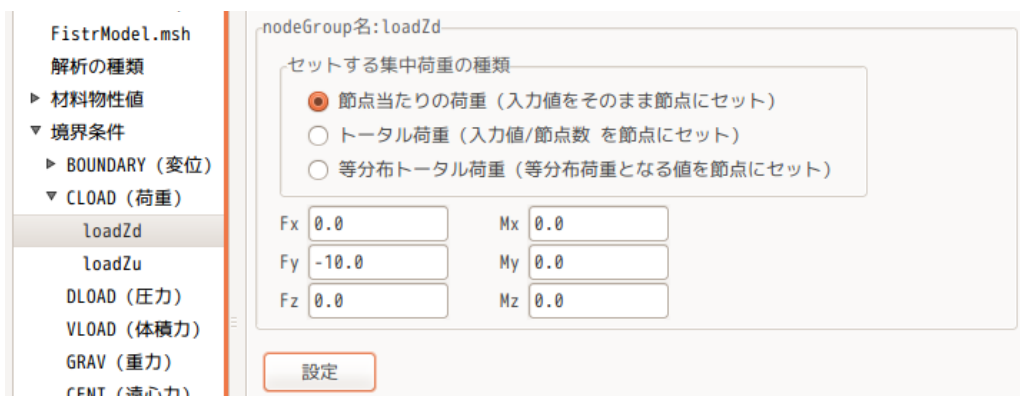 FistrModel.msh
解析の種類
材料物性値
境界条件
BOUNDARY (変位)
CLOAD (荷重)
loadZd
loadZu
DLOAD (圧力)
VLOAD (体積力)
GRAV (重力)
CENT (遠心力)
nodeGroup名:loadZd
セットする集中荷重の種類
節点当たりの荷重 (入力値をそのまま節点にセット)
トータル荷重 (入力値/節点数 を節点にセット)
等分布トータル荷重 (等分布荷重となる値を節点にセット)
Fx 0.0 Mx 0.0
Fy -10.0 My 0.0
Fz 0.0 Mz 0.0
設定